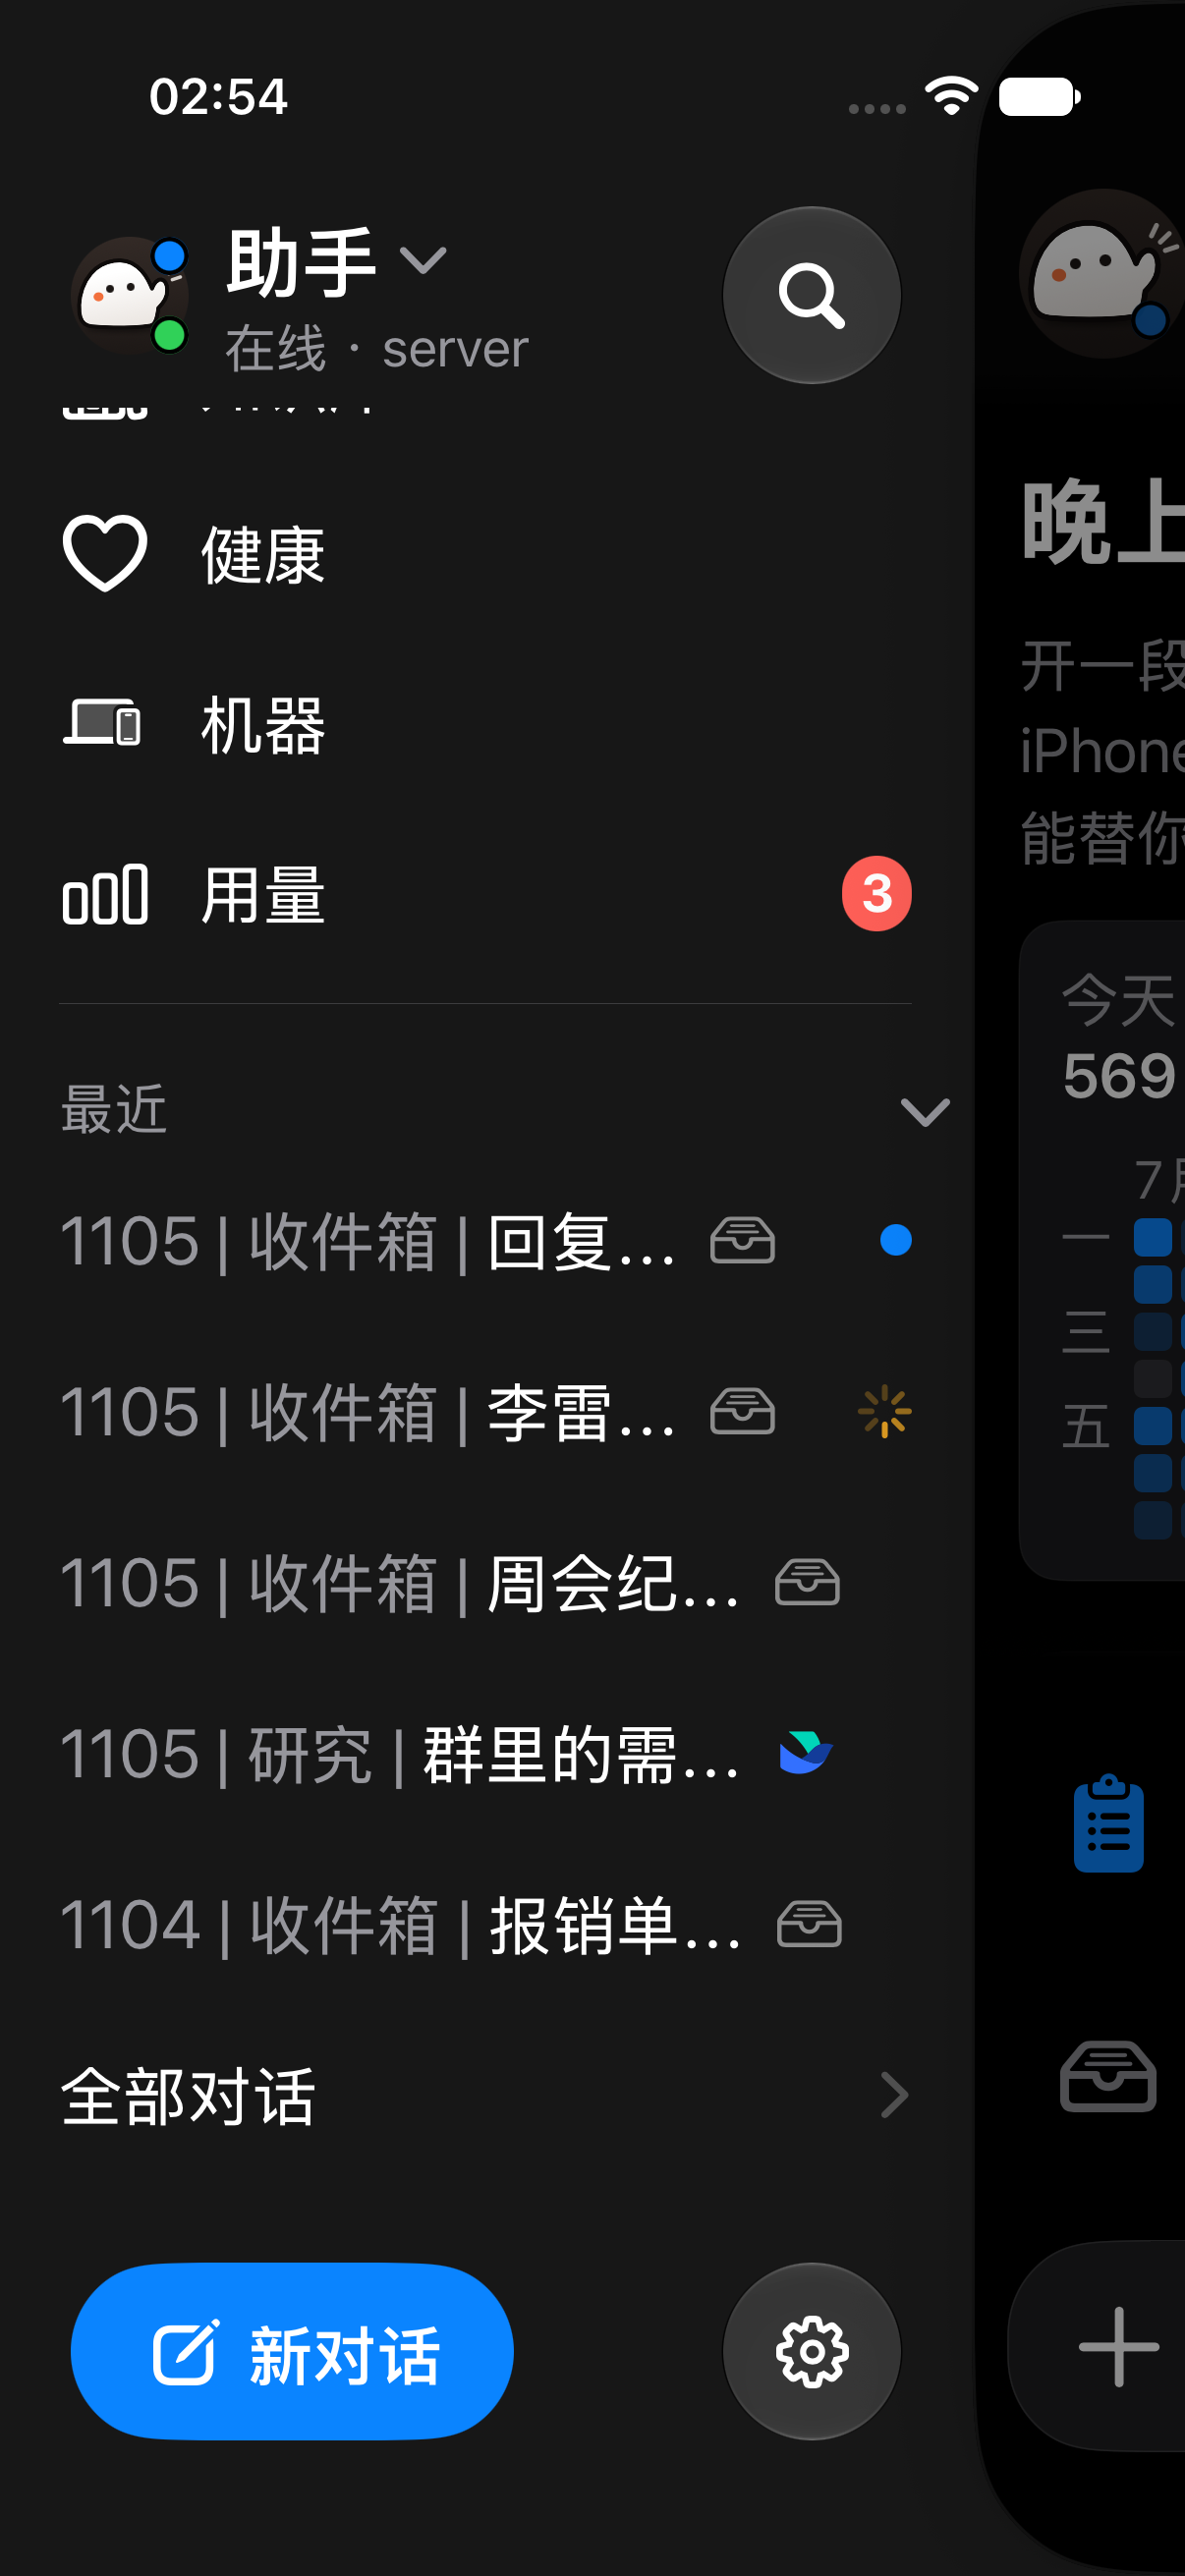 02:54
助手
在线 · server
健康
机器
用量
3
最近
1105 | 收件箱 | 回复...
1105 | 收件箱 | 李雷...
1105 | 收件箱 | 周会纪...
1105 | 研究 | 群里的需...
1104 | 收件箱 | 报销单...
全部对话
新对话
晚上
开一段
iPhone
能替你
今天
569
7月
一
三
五